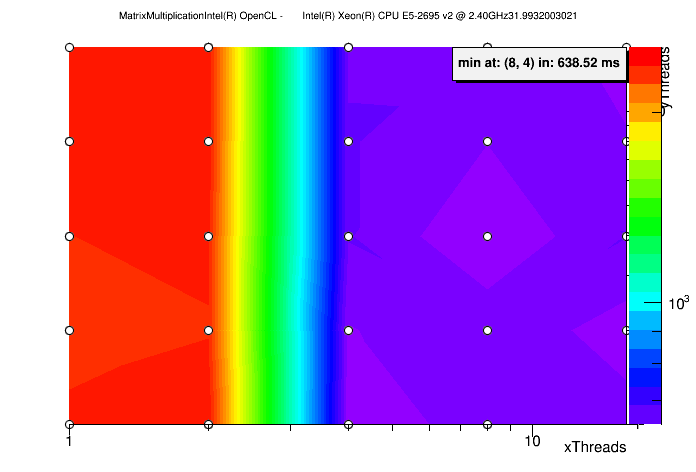 MatrixMultiplicationIntel(R) OpenCL - Intel(R) Xeon(R) CPU E5-2695 v2 @ 2.40GHz31.9932003021
min at: (8, 4) in: 638.52 ms
yThreads
10³
1 10
xThreads